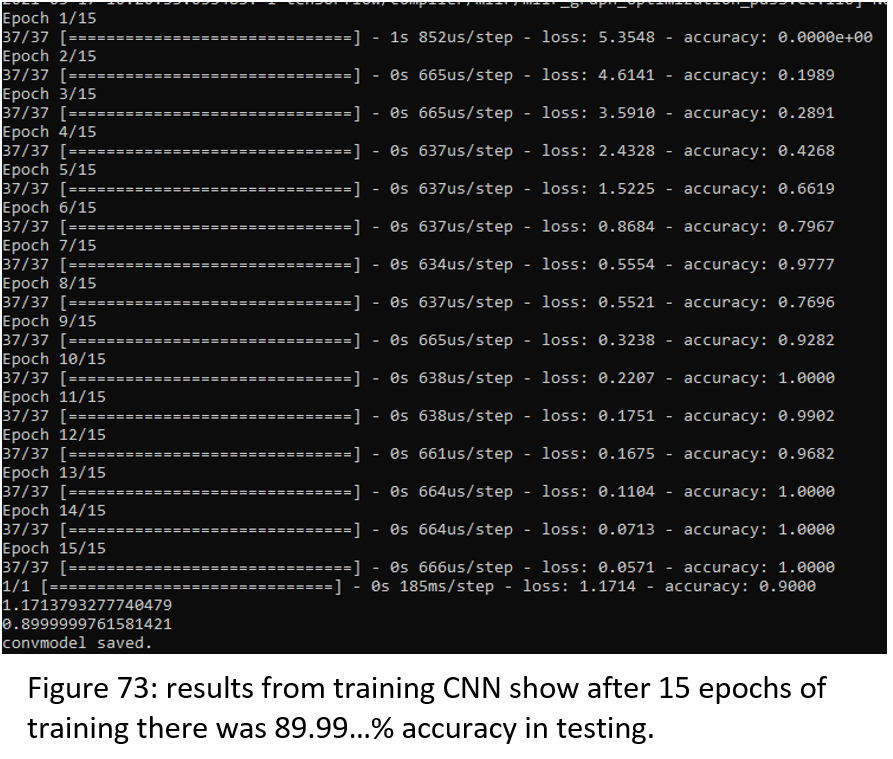 Epoch 1/15
37/37 [==============================] - 1s 852us/step - loss: 5.3548 - accuracy: 0.0000e+00
Epoch 2/15
37/37 [==============================] - 0s 665us/step - loss: 4.6141 - accuracy: 0.1989
Epoch 3/15
37/37 [==============================] - 0s 665us/step - loss: 3.5910 - accuracy: 0.2891
Epoch 4/15
37/37 [==============================] - 0s 637us/step - loss: 2.4328 - accuracy: 0.4268
Epoch 5/15
37/37 [==============================] - 0s 637us/step - loss: 1.5225 - accuracy: 0.6619
Epoch 6/15
37/37 [==============================] - 0s 637us/step - loss: 0.8684 - accuracy: 0.7967
Epoch 7/15
37/37 [==============================] - 0s 634us/step - loss: 0.5554 - accuracy: 0.9777
Epoch 8/15
37/37 [==============================] - 0s 637us/step - loss: 0.5521 - accuracy: 0.7696
Epoch 9/15
37/37 [==============================] - 0s 665us/step - loss: 0.3238 - accuracy: 0.9282
Epoch 10/15
37/37 [==============================] - 0s 638us/step - loss: 0.2207 - accuracy: 1.0000
Epoch 11/15
37/37 [==============================] - 0s 638us/step - loss: 0.1751 - accuracy: 0.9902
Epoch 12/15
37/37 [==============================] - 0s 661us/step - loss: 0.1675 - accuracy: 0.9682
Epoch 13/15
37/37 [==============================] - 0s 664us/step - loss: 0.1104 - accuracy: 1.0000
Epoch 14/15
37/37 [==============================] - 0s 664us/step - loss: 0.0713 - accuracy: 1.0000
Epoch 15/15
37/37 [==============================] - 0s 666us/step - loss: 0.0571 - accuracy: 1.0000
1/1 [==============================] - 0s 185ms/step - loss: 1.1714 - accuracy: 0.9000
1.1713793277740479
0.8999999761581421
convmodel saved.
Figure 73: results from training CNN show after 15 epochs of
training there was 89.99...% accuracy in testing.